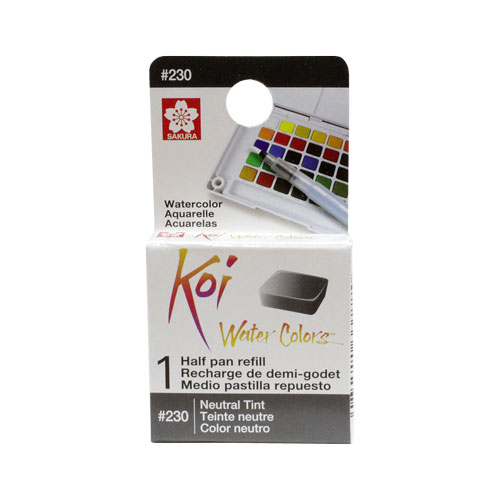 #230
SAKURA
Watercolor
Aquarelle
Acuarelas
Koi
Water Colors
1 Half pan refill
Recharge de demi-godet
Medio pastilla repuesto
#230 Neutral Tint
Teinte neutre
Color neutro